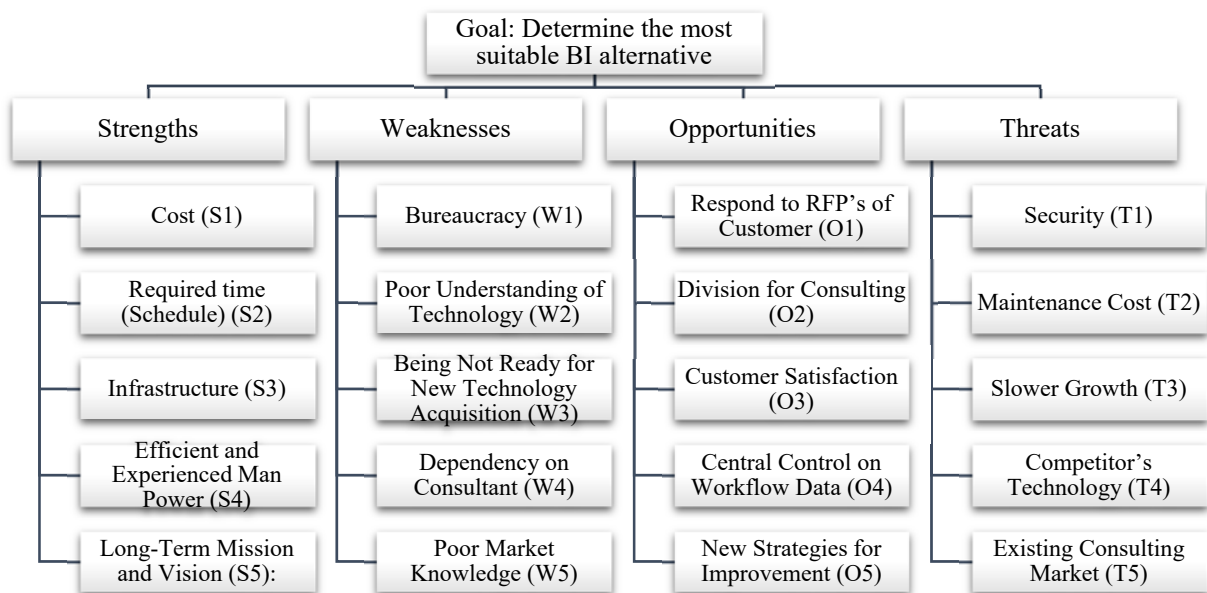 Goal: Determine the most
suitable BI alternative
Strengths
Weaknesses
Opportunities
Threats
Cost (S1)
Required time
(Schedule) (S2)
Infrastructure (S3)
Efficient and
Experienced Man
Power (S4)
Long-Term Mission
and Vision (S5):
Bureaucracy (W1)
Poor Understanding of
Technology (W2)
Being Not Ready for
New Technology
Acquisition (W3)
Dependency on
Consultant (W4)
Poor Market
Knowledge (W5)
Respond to RFP’s of
Customer (O1)
Division for Consulting
(O2)
Customer Satisfaction
(O3)
Central Control on
Workflow Data (O4)
New Strategies for
Improvement (O5)
Security (T1)
Maintenance Cost (T2)
Slower Growth (T3)
Competitor’s
Technology (T4)
Existing Consulting
Market (T5)